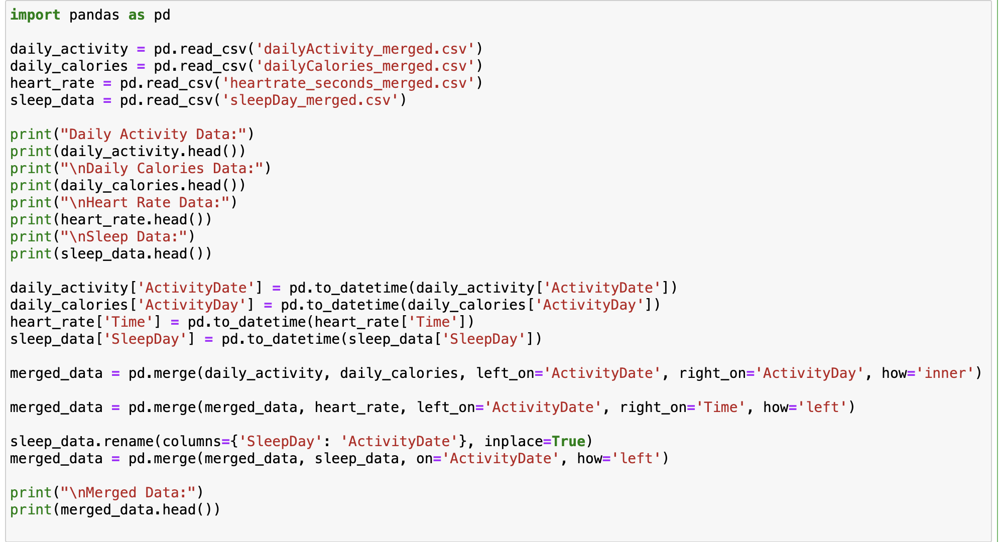 import pandas as pd
daily_activity = pd.read_csv('dailyActivity_merged.csv')
daily_calories = pd.read_csv('dailyCalories_merged.csv')
heart_rate = pd.read_csv('heartrate_seconds_merged.csv')
sleep_data = pd.read_csv('sleepDay_merged.csv')
print("Daily Activity Data:")
print(daily_activity.head())
print("\nDaily Calories Data:")
print(daily_calories.head())
print("\nHeart Rate Data:")
print(heart_rate.head())
print("\nSleep Data:")
print(sleep_data.head())
daily_activity['ActivityDate'] = pd.to_datetime(daily_activity['ActivityDate'])
daily_calories['ActivityDay'] = pd.to_datetime(daily_calories['ActivityDay'])
heart_rate['Time'] = pd.to_datetime(heart_rate['Time'])
sleep_data['SleepDay'] = pd.to_datetime(sleep_data['SleepDay'])
merged_data = pd.merge(daily_activity, daily_calories, left_on='ActivityDate', right_on='ActivityDay', how='inner')
merged_data = pd.merge(merged_data, heart_rate, left_on='ActivityDate', right_on='Time', how='left')
sleep_data.rename(columns={'SleepDay': 'ActivityDate'}, inplace=True)
merged_data = pd.merge(merged_data, sleep_data, on='ActivityDate', how='left')
print("\nMerged Data:")
print(merged_data.head())